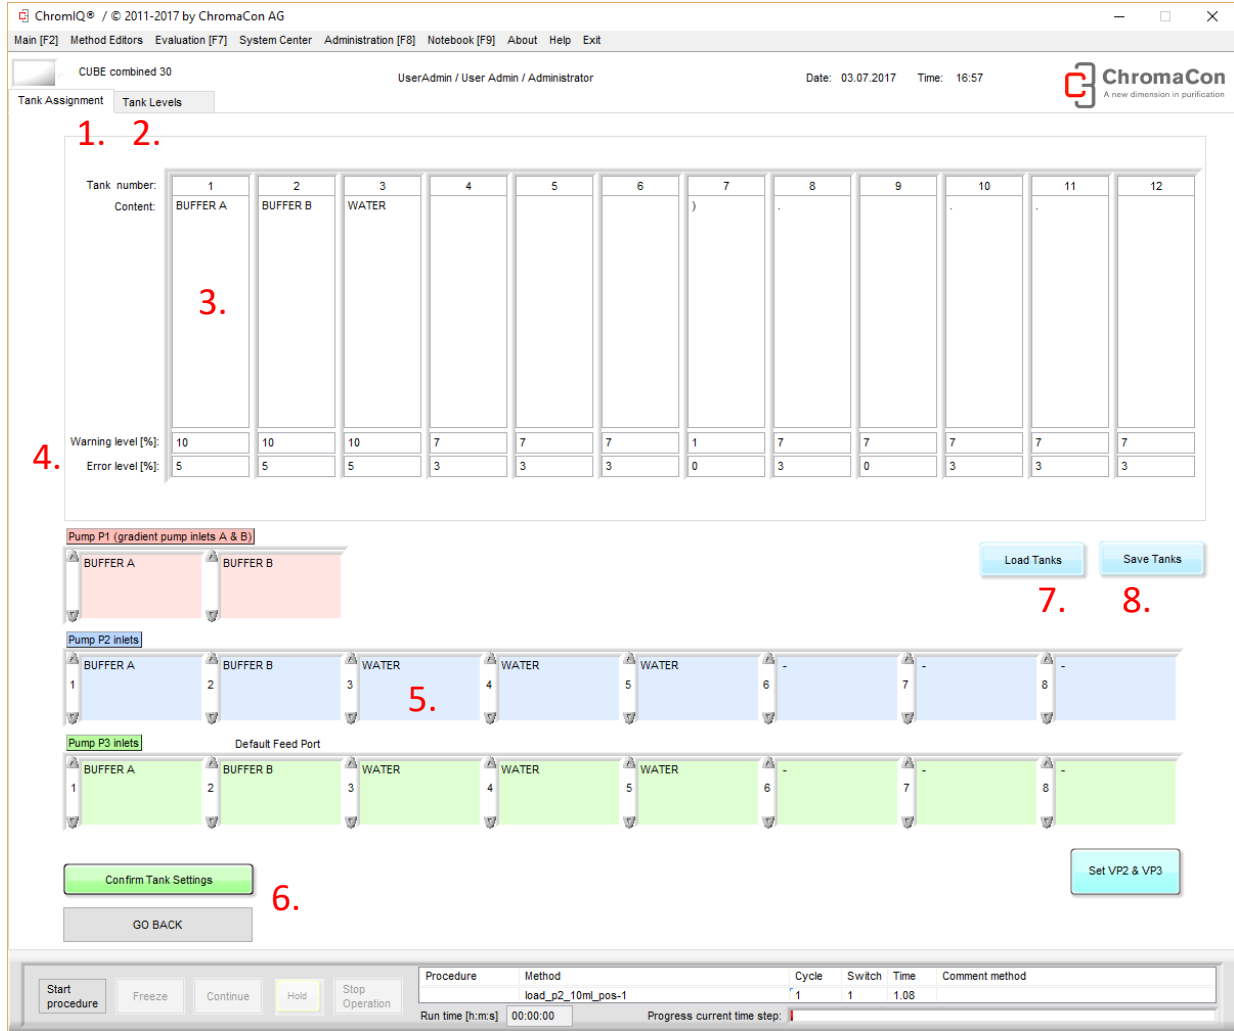 ChromIQ® / © 2011-2017 by ChromaCon AG
Main [F2] Method Editors Evaluation [F7] System Center Administration [F8] Notebook [F9] About Help Exit
CUBE combined 30 UserAdmin / User Admin / Administrator Date: 03.07.2017 Time: 16:57
ChromaCon
A new dimension in purification
Tank Assignment Tank Levels
1. 2.
Tank number: 1 2 3 4 5 6 7 8 9 10 11 12
Content: BUFFER A BUFFER B WATER ) . . .
3.
Warning level [%]: 10 10 10 7 7 7 1 7 7 7 7 7
4.
Error level [%]: 5 5 5 3 3 3 0 3 0 3 3 3
Pump P1 (gradient pump inlets A & B)
BUFFER A BUFFER B
Load Tanks Save Tanks
7. 8.
Pump P2 inlets
BUFFER A BUFFER B WATER WATER WATER - - -
1 2 3 4 5 6 7 8
5.
Pump P3 inlets Default Feed Port
BUFFER A BUFFER B WATER WATER WATER - - -
1 2 3 4 5 6 7 8
Confirm Tank Settings
6.
Set VP2 & VP3
GO BACK
Start
procedure
Freeze
Continue
Hold
Stop
Operation
Procedure Method Cycle Switch Time Comment method
load_p2_10ml_pos-1 1 1 1.08
Run time [h:m:s] 00:00:00 Progress current time step: